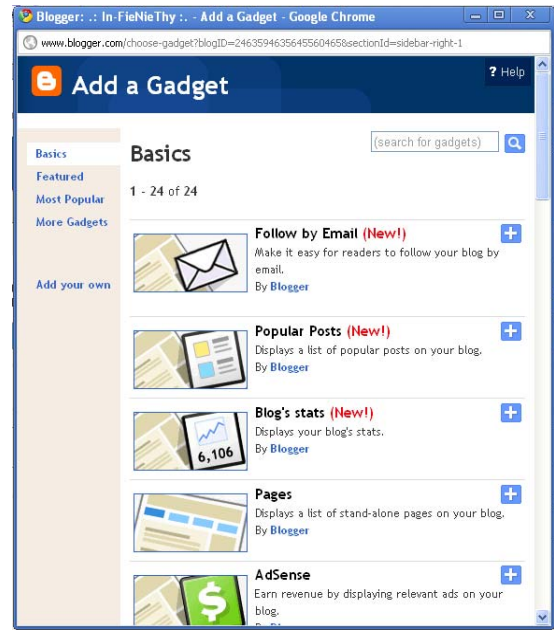 Blogger: .: In-FieNieThy :. - Add a Gadget - Google Chrome
www.blogger.com/choose-gadget?blogID=2463594635645560465&sectionId=sidebar-right-1
Add a Gadget
? Help
Basics
Featured
Most Popular
More Gadgets
Add your own
Basics
(search for gadgets)
1 - 24 of 24
Follow by Email (New!)
Make it easy for readers to follow your blog by
email.
By Blogger
Popular Posts (New!)
Displays a list of popular posts on your blog.
By Blogger
6,106
Blog's stats (New!)
Displays your blog's stats.
By Blogger
Pages
Displays a list of stand-alone pages on your blog.
By Blogger
$
AdSense
Earn revenue by displaying relevant ads on your
blog.